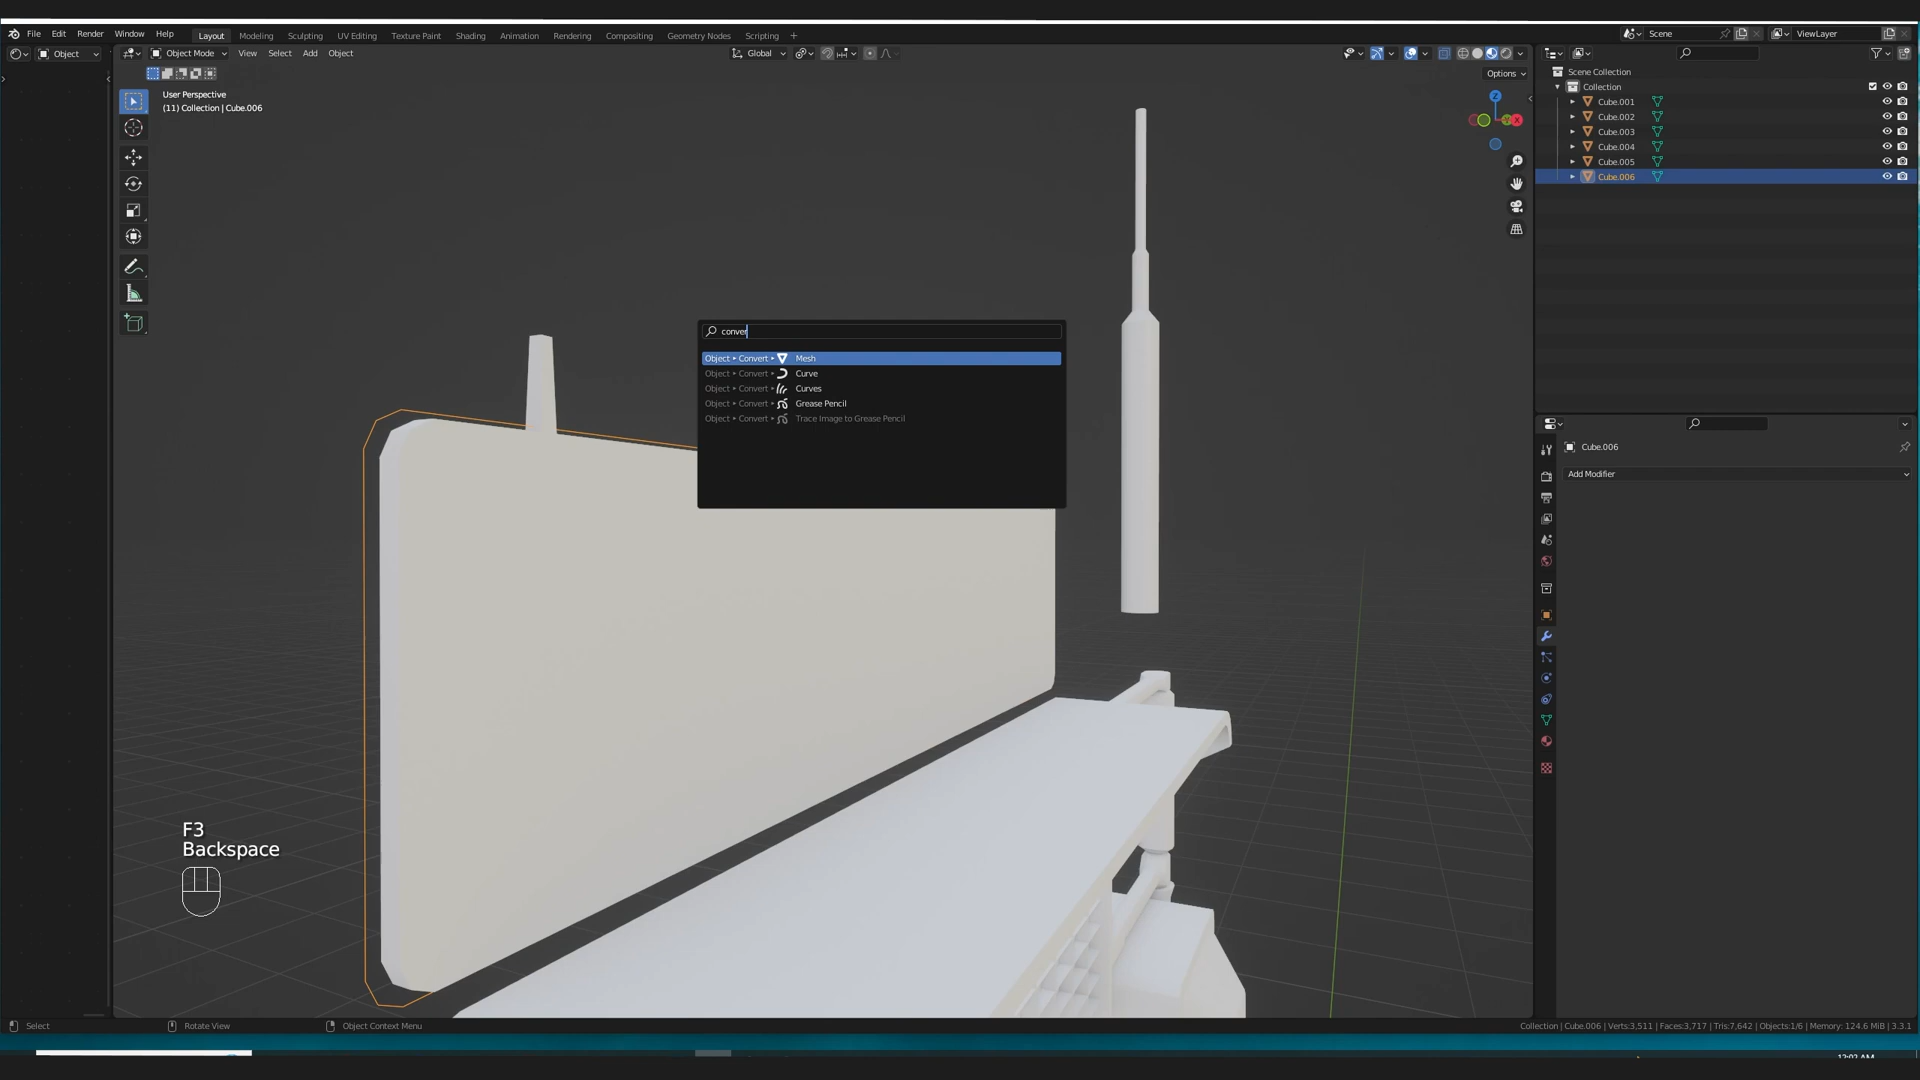 File Edit Render Window Help
Layout Modeling Sculpting UV Editing Texture Paint Shading Animation Rendering Compositing Geometry Nodes Scripting +
Scene
ViewLayer
Object
Object Mode View Select Add Object
Global
Options
User Perspective
(11) Collection | Cube.006
Z
X
conver
Object ▸ Convert ▸ Mesh
Object ▸ Convert ▸ Curve
Object ▸ Convert ▸ Curves
Object ▸ Convert ▸ Grease Pencil
Object ▸ Convert ▸ Trace Image to Grease Pencil
F3
Backspace
Scene Collection
Collection
Cube.001
Cube.002
Cube.003
Cube.004
Cube.005
Cube.006
Cube.006
Add Modifier
Select
Rotate View
Object Context Menu
Collection | Cube.006 | Verts:3,511 | Faces:3,717 | Tris:7,642 | Objects:1/6 | Memory: 124.6 MiB | 3.3.1